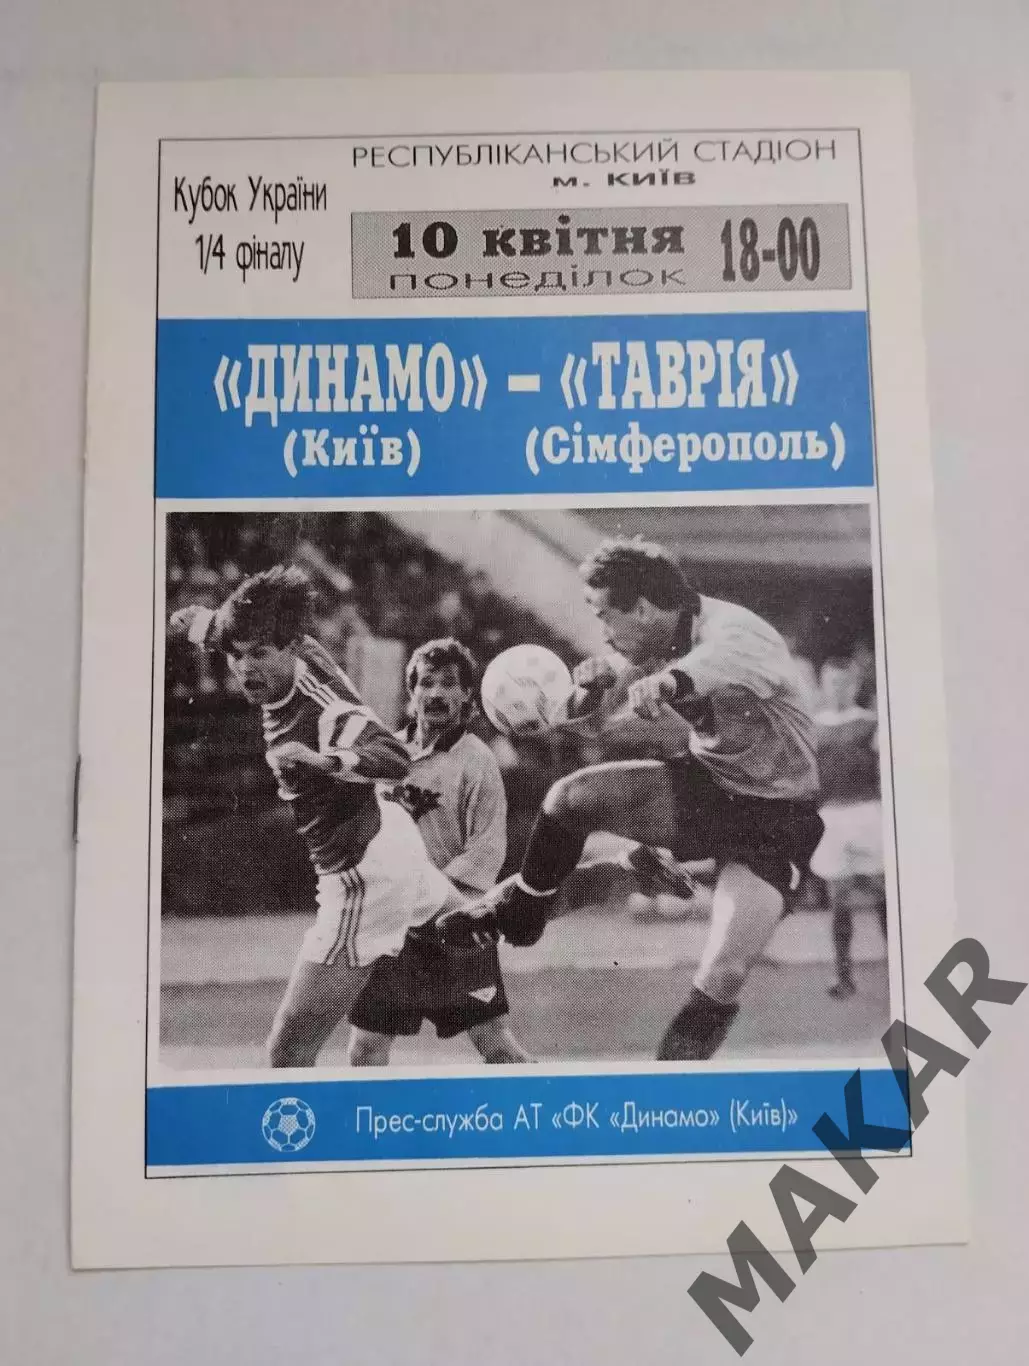 РЕСПУБЛІКАНСЬКИЙ СТАДІОН
м. КИЇВ
Кубок України
1/4 фіналу
10 квітня
понеділок
18-00
«ДИНАМО» – «ТАВРІЯ»
(Київ) (Сімферополь)
Прес-служба АТ «ФК «Динамо» (Київ)»
MAKAR